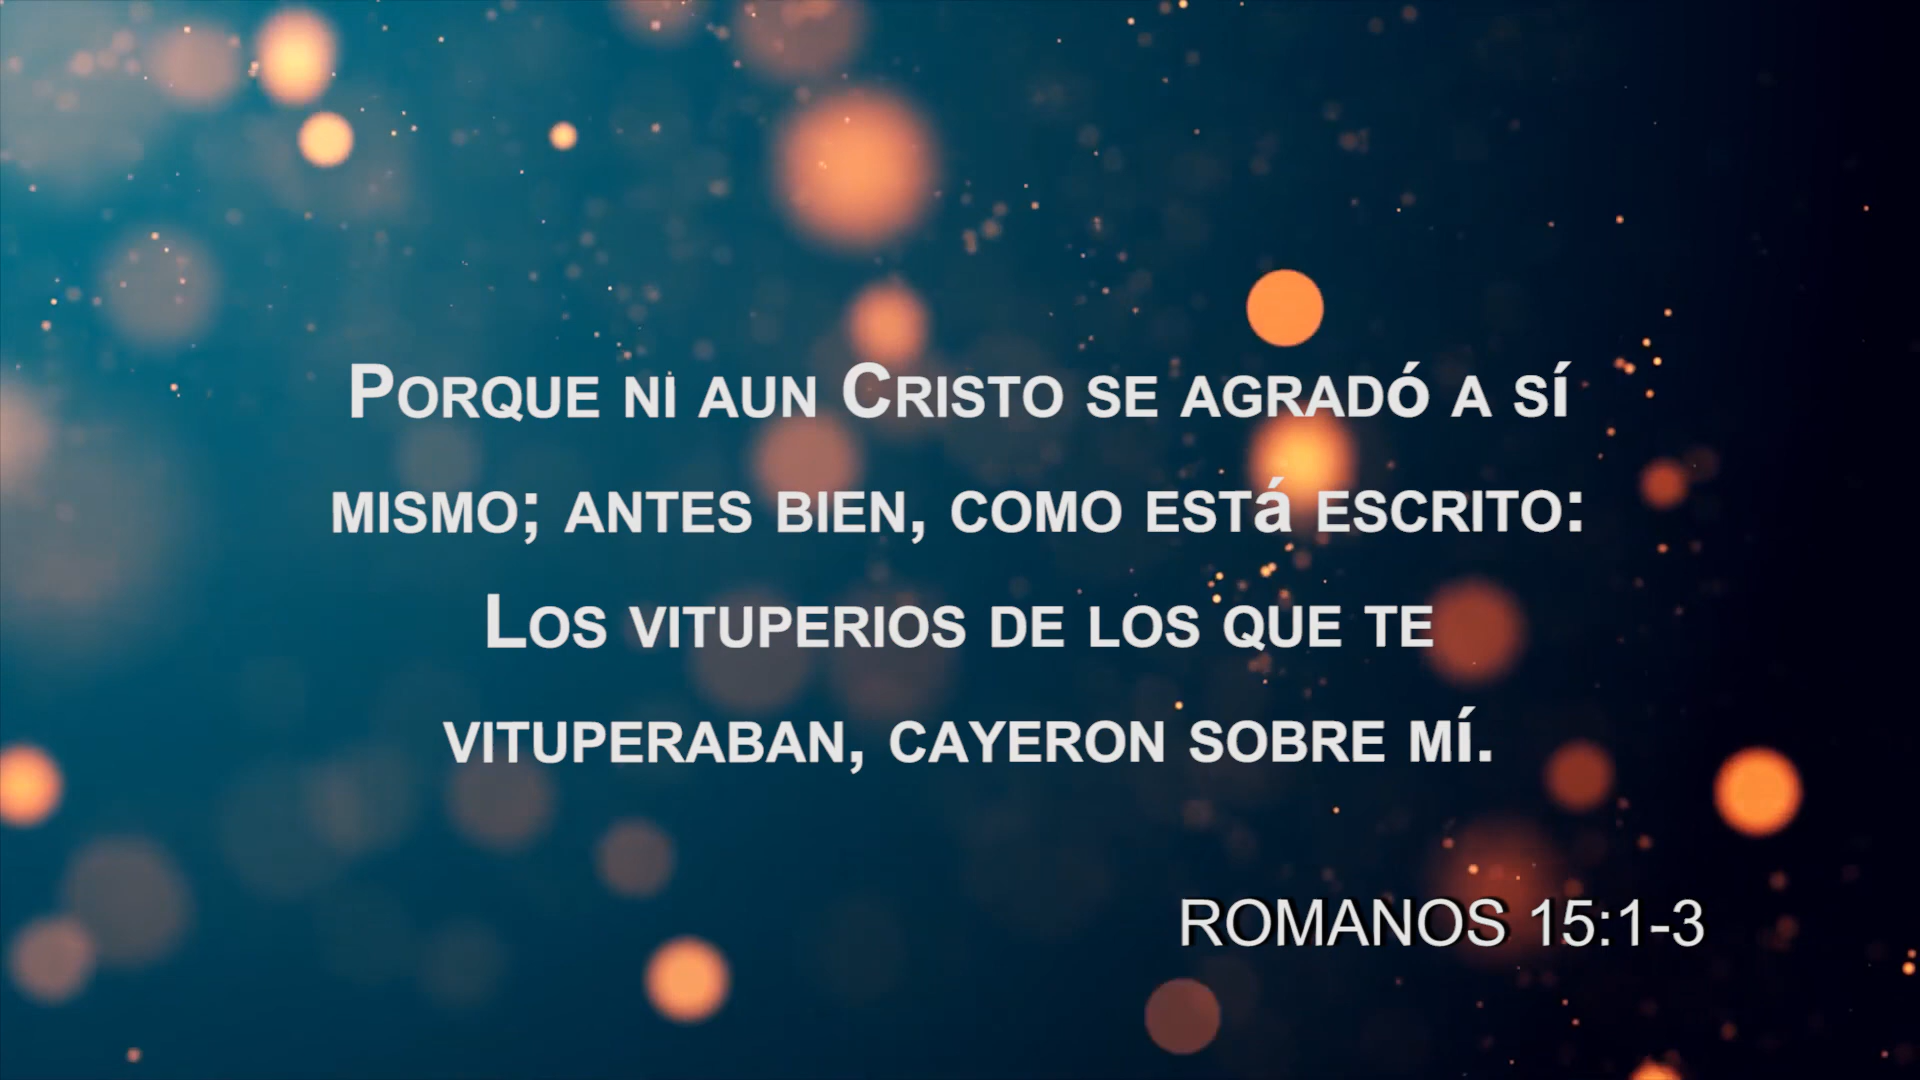 Porque ni aun Cristo se agradó a sí
mismo; antes bien, como está escrito:
Los vituperios de los que te
vituperaban, cayeron sobre mí.
ROMANOS 15:1-3